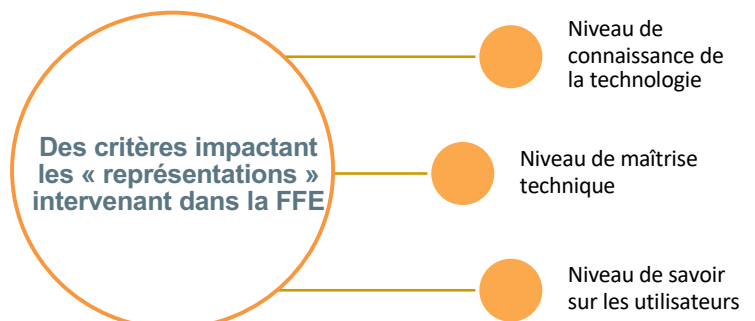 Des critères impactant
les « représentations »
intervenant dans la FFE
Niveau de
connaissance de
la technologie
Niveau de maîtrise
technique
Niveau de savoir
sur les utilisateurs